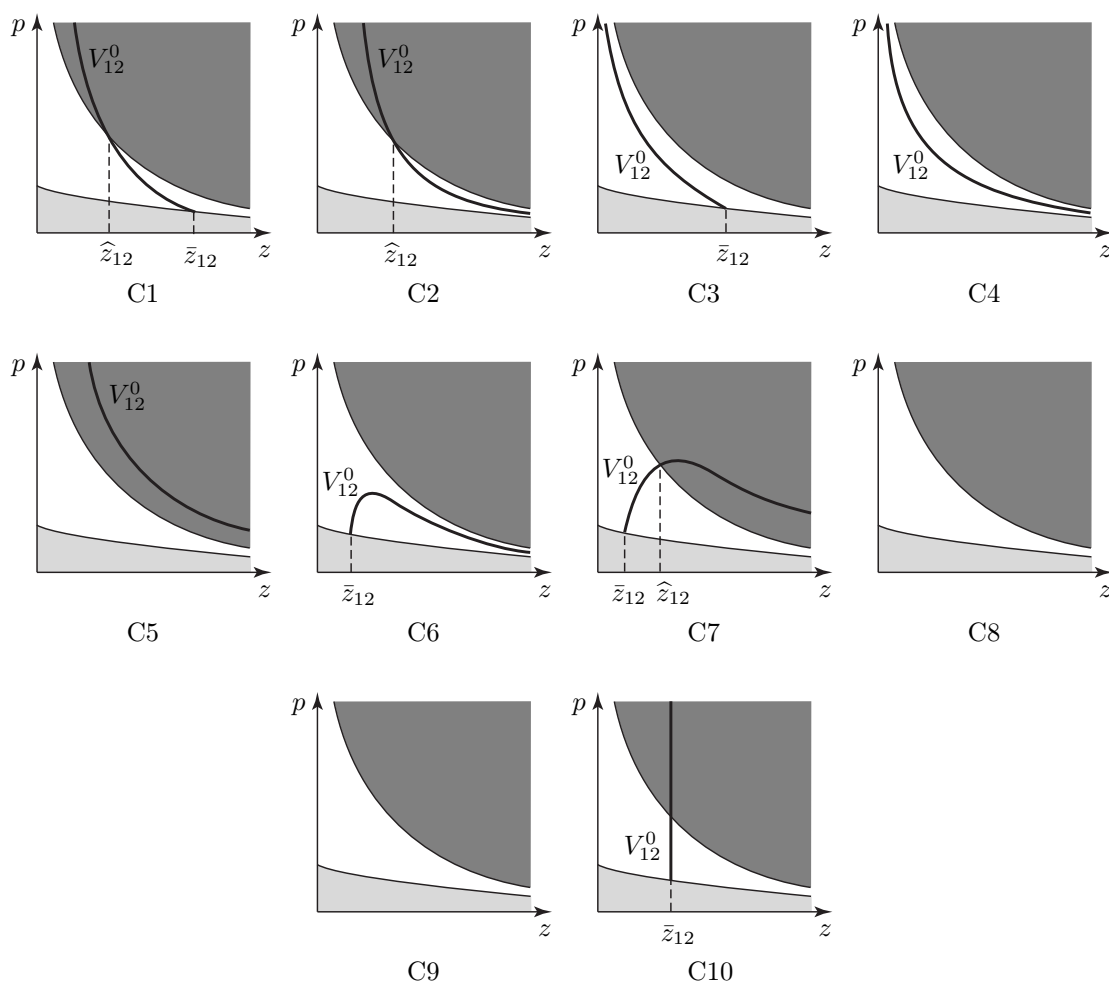 p p p p
V⁰₁₂ V⁰₁₂ V⁰₁₂ V⁰₁₂
ẑ₁₂ z̄₁₂ z ẑ₁₂ z z̄₁₂ z z
C1 C2 C3 C4
p p p p
V⁰₁₂ V⁰₁₂ V⁰₁₂
z z̄₁₂ z z̄₁₂ ẑ₁₂ z z
C5 C6 C7 C8
p p
V⁰₁₂
z z̄₁₂ z
C9 C10